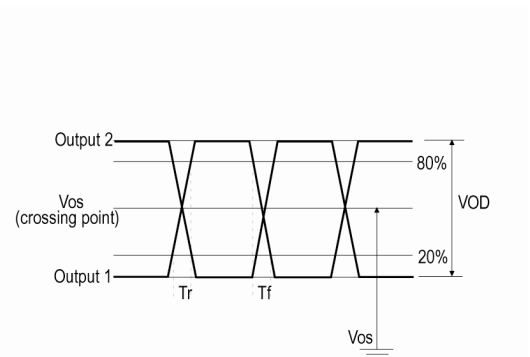 Output 2
80%
Vos
(crossing point)
VOD
20%
Output 1
Tr
Tf
Vos